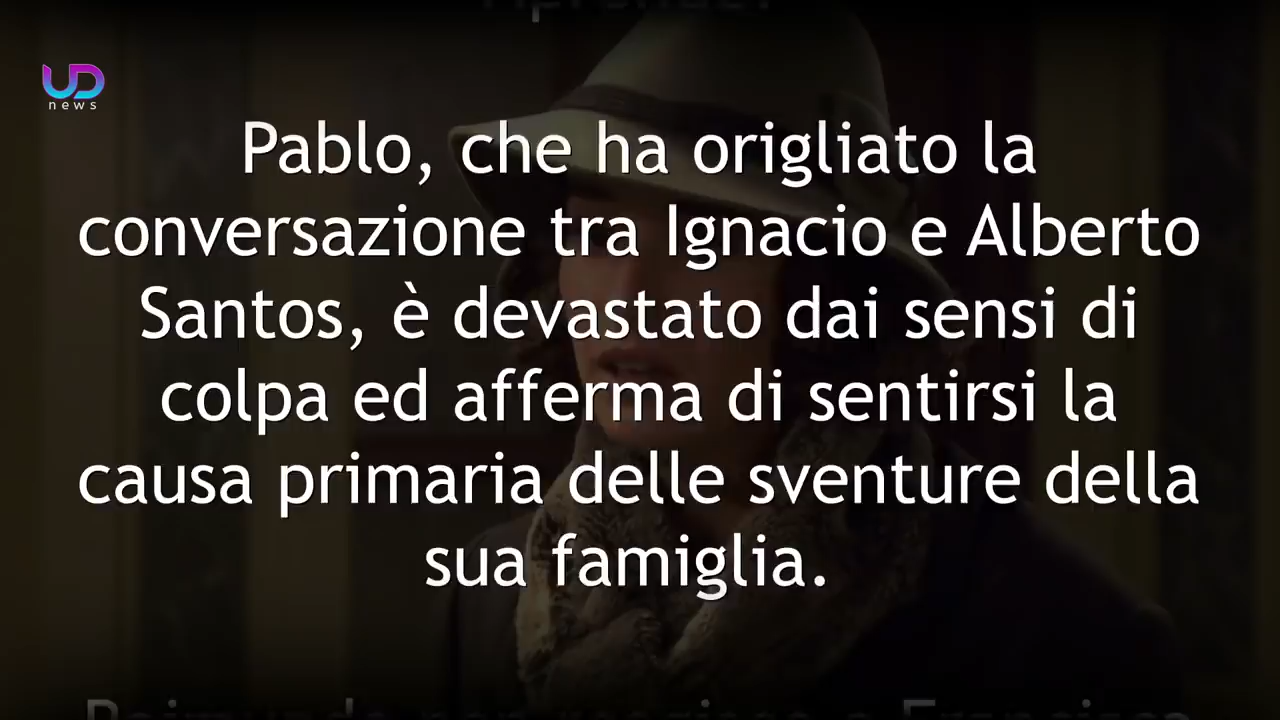 UD
news
Pablo, che ha origliato la
conversazione tra Ignacio e Alberto
Santos, è devastato dai sensi di
colpa ed afferma di sentirsi la
causa primaria delle sventure della
sua famiglia.